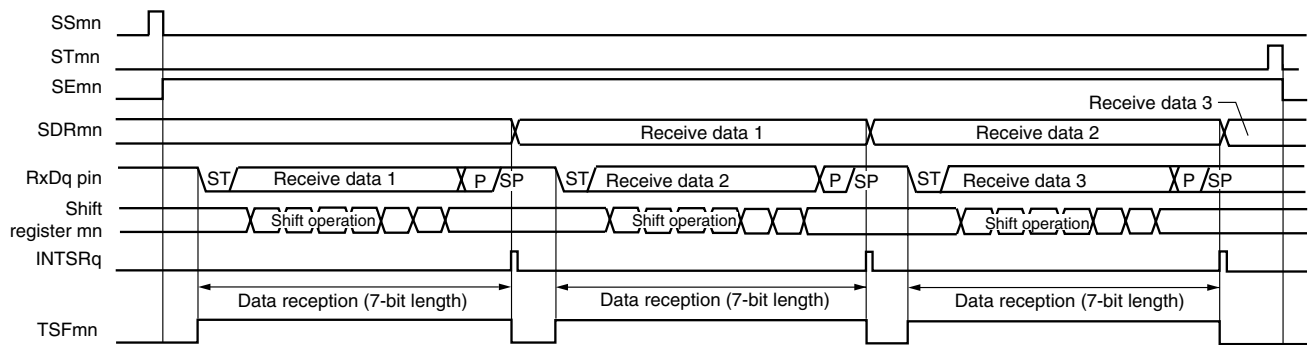 SSmn
STmn
SEmn
Receive data 3
SDRmn Receive data 1 Receive data 2
RxDq pin ST Receive data 1 P SP ST Receive data 2 P SP ST Receive data 3 P SP
Shift
register mn Shift operation Shift operation Shift operation
INTSRq
Data reception (7-bit length) Data reception (7-bit length) Data reception (7-bit length)
TSFmn